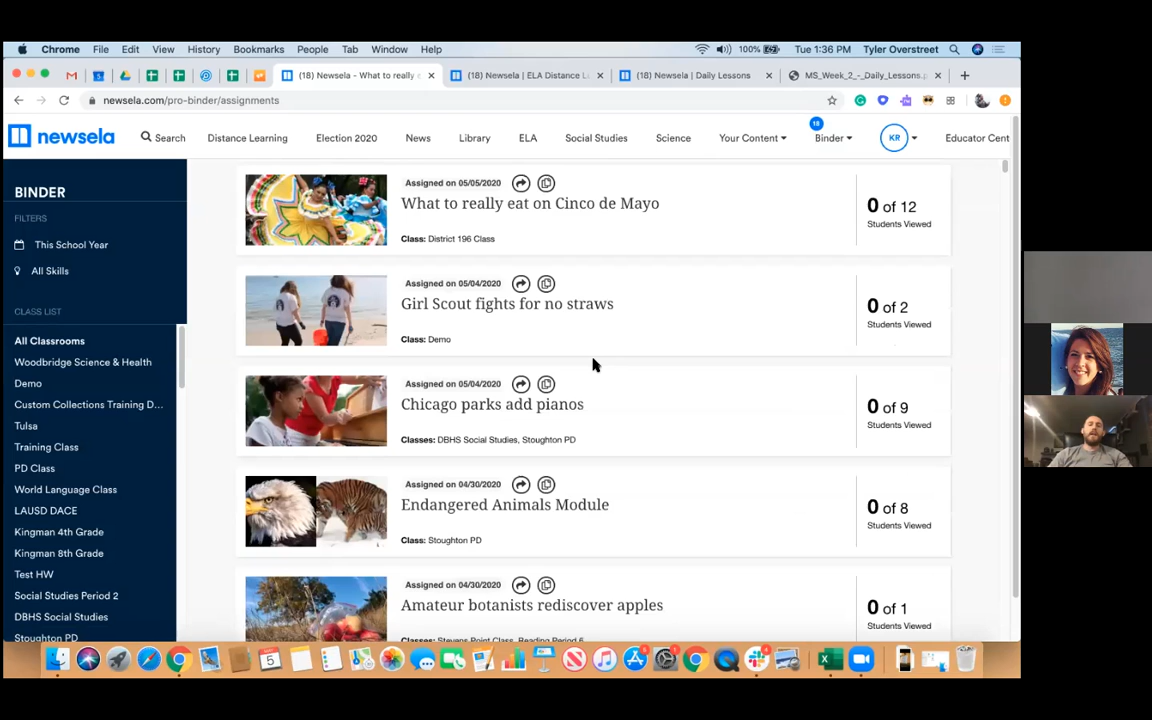 Chrome File Edit View History Bookmarks People Tab Window Help 100% Tue 1:36 PM Tyler Overstreet
(18) Newsela - What to really (18) Newsela | ELA Distance L (18) Newsela | Daily Lessons MS_Week_2_-_Daily_Lessons.p
newsela.com/pro-binder/assignments
newsela Search Distance Learning Election 2020 News Library ELA Social Studies Science Your Content 18 Binder KR Educator Cent
BINDER
FILTERS
This School Year
All Skills
CLASS LIST
All Classrooms
Woodbridge Science & Health
Demo
Custom Collections Training D...
Tulsa
Training Class
PD Class
World Language Class
LAUSD DACE
Kingman 4th Grade
Kingman 8th Grade
Test HW
Social Studies Period 2
DBHS Social Studies
Stoughton PD
Assigned on 05/05/2020
What to really eat on Cinco de Mayo
Class: District 196 Class
0 of 12
Students Viewed
Assigned on 05/04/2020
Girl Scout fights for no straws
Class: Demo
0 of 2
Students Viewed
Assigned on 05/04/2020
Chicago parks add pianos
Classes: DBHS Social Studies, Stoughton PD
0 of 9
Students Viewed
Assigned on 04/30/2020
Endangered Animals Module
Class: Stoughton PD
0 of 8
Students Viewed
Assigned on 04/30/2020
Amateur botanists rediscover apples
Classes: Stevens Point Class, Reading Period 6
0 of 1
Students Viewed
5